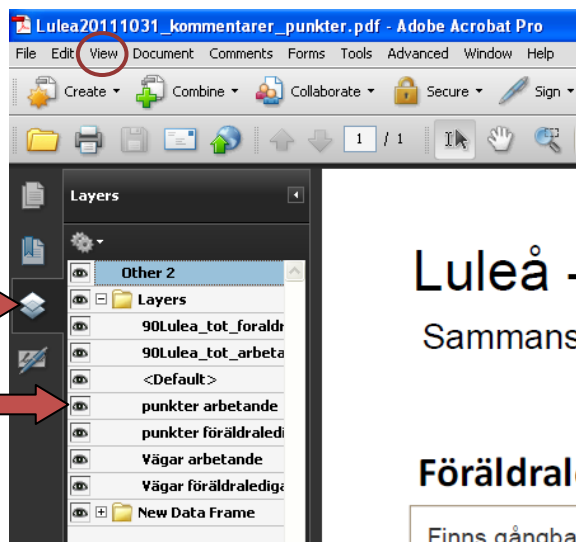 Lulea20111031_kommentarer_punkter.pdf - Adobe Acrobat Pro
File Edit View Document Comments Forms Tools Advanced Window Help
Create Combine Collaborate Secure Sign
1 / 1
Layers
Other 2
Layers
90Lulea_tot_foraldr
90Lulea_tot_arbeta
<Default>
punkter arbetande
punkter föräldraledi
Vägar arbetande
Vägar föräldralediga
New Data Frame
Luleå -
Sammans
Föräldral
Finns gångba